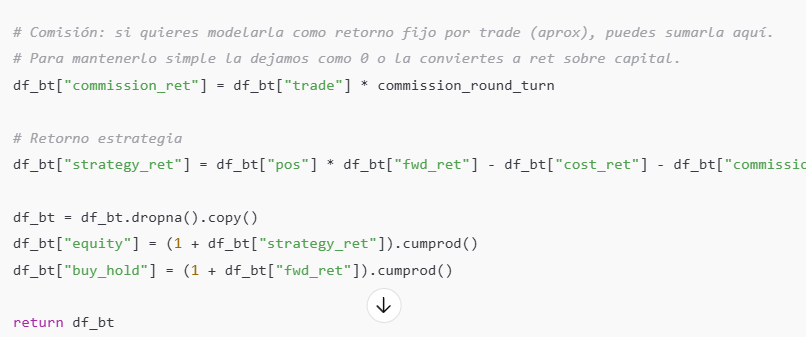 # Comisión: si quieres modelarla como retorno fijo por trade (aprox), puedes sumarla aquí.
# Para mantenerlo simple la dejamos como 0 o la conviertes a ret sobre capital.
df_bt["commission_ret"] = df_bt["trade"] * commission_round_turn
# Retorno estrategia
df_bt["strategy_ret"] = df_bt["pos"] * df_bt["fwd_ret"] - df_bt["cost_ret"] - df_bt["commissio
df_bt = df_bt.dropna().copy()
df_bt["equity"] = (1 + df_bt["strategy_ret"]).cumprod()
df_bt["buy_hold"] = (1 + df_bt["fwd_ret"]).cumprod()
return df_bt